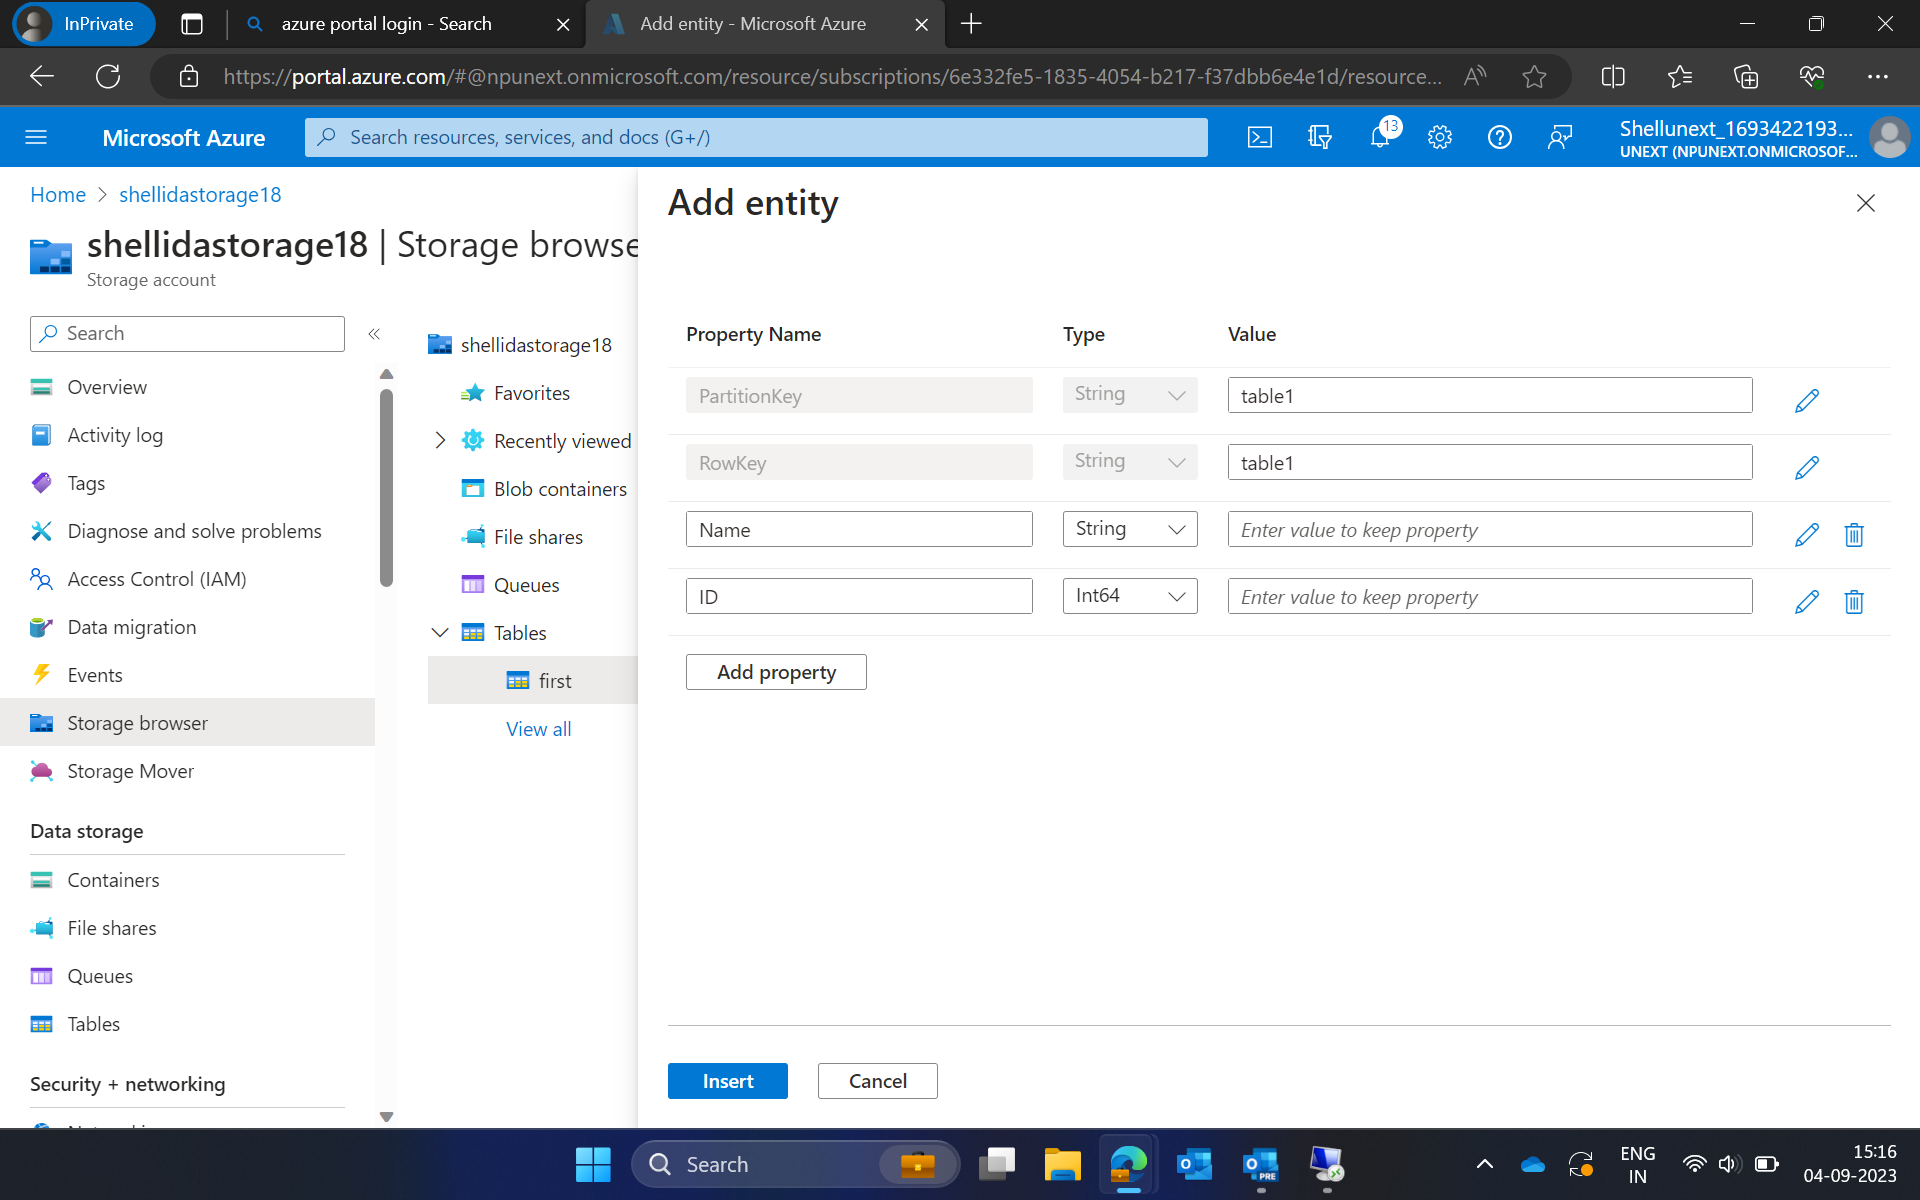 InPrivate
azure portal login - Search
Add entity - Microsoft Azure
https://portal.azure.com/#@npunext.onmicrosoft.com/resource/subscriptions/6e332fe5-1835-4054-b217-f37dbb6e4e1d/resource...
Microsoft Azure
Search resources, services, and docs (G+/)
13
Shellunext_1693422193...
UNEXT (NPUNEXT.ONMICROSOF...
Home > shellidastorage18
shellidastorage18 | Storage browse
Storage account
Search
Overview
Activity log
Tags
Diagnose and solve problems
Access Control (IAM)
Data migration
Events
Storage browser
Storage Mover
Data storage
Containers
File shares
Queues
Tables
Security + networking
shellidastorage18
Favorites
Recently viewed
Blob containers
File shares
Queues
Tables
first
View all
Add entity
Property Name Type Value
PartitionKey String table1
RowKey String table1
Name String Enter value to keep property
ID Int64 Enter value to keep property
Add property
Insert Cancel
Search
PRE
ENG
IN
15:16
04-09-2023